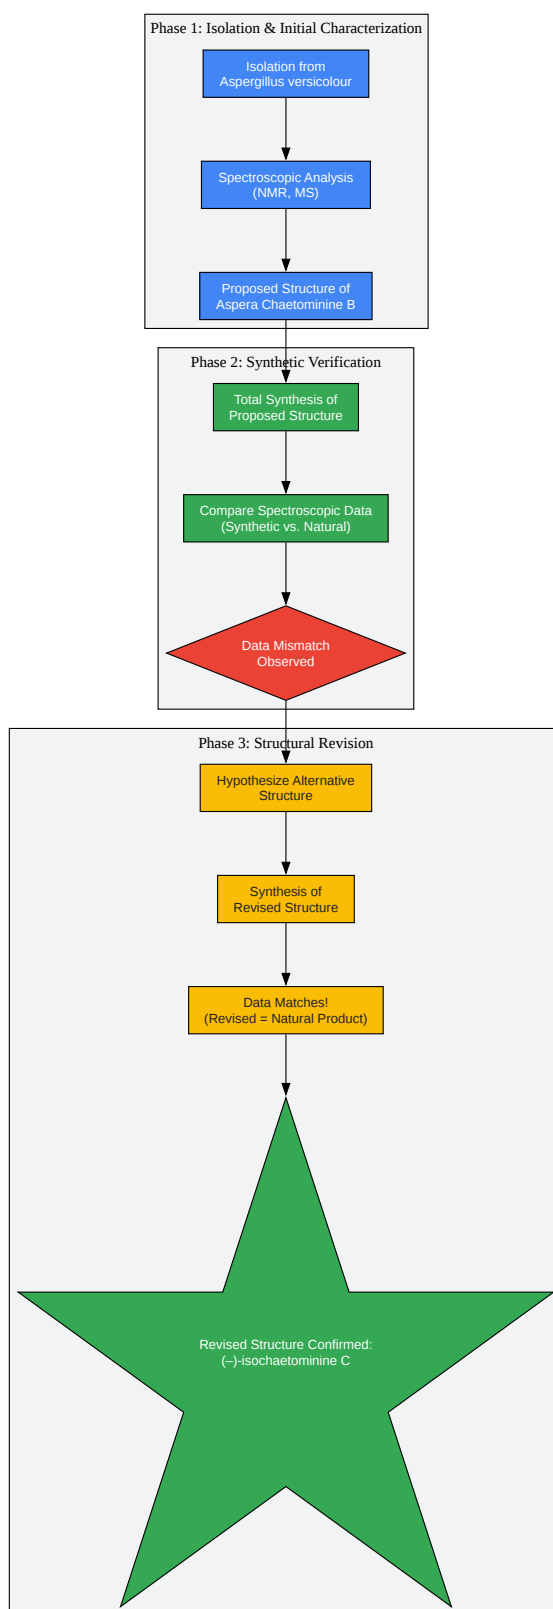 Phase 1: Isolation & Initial Characterization
Isolation from
Aspergillus versicolour
Spectroscopic Analysis
(NMR, MS)
Proposed Structure of
Aspera Chaetominine B
Phase 2: Synthetic Verification
Total Synthesis of
Proposed Structure
Compare Spectroscopic Data
(Synthetic vs. Natural)
Data Mismatch
Observed
Phase 3: Structural Revision
Hypothesize Alternative
Structure
Synthesis of
Revised Structure
Data Matches!
(Revised = Natural Product)
Revised Structure Confirmed:
(–)-isochaetominine C